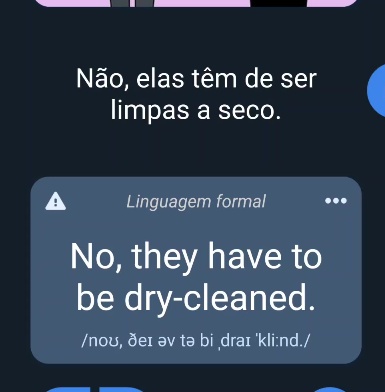 Não, elas têm de ser
limpas a seco.
Linguagem formal
No, they have to
be dry-cleaned.
/noʊ, ðeɪ əv tə bi ˌdraɪ ˈkliːnd./